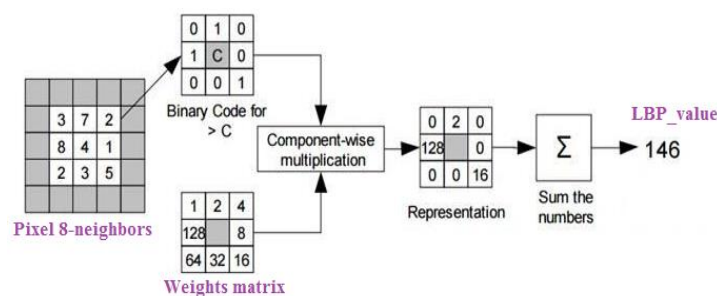 0 1 0
1 C 0
0 0 1
Binary Code for
> C
3 7 2
8 4 1
2 3 5
Pixel 8-neighbors
1 2 4
128 8
64 32 16
Weights matrix
Component-wise
multiplication
0 2 0
128 0
0 0 16
Representation
Σ
Sum the
numbers
LBP_value
146